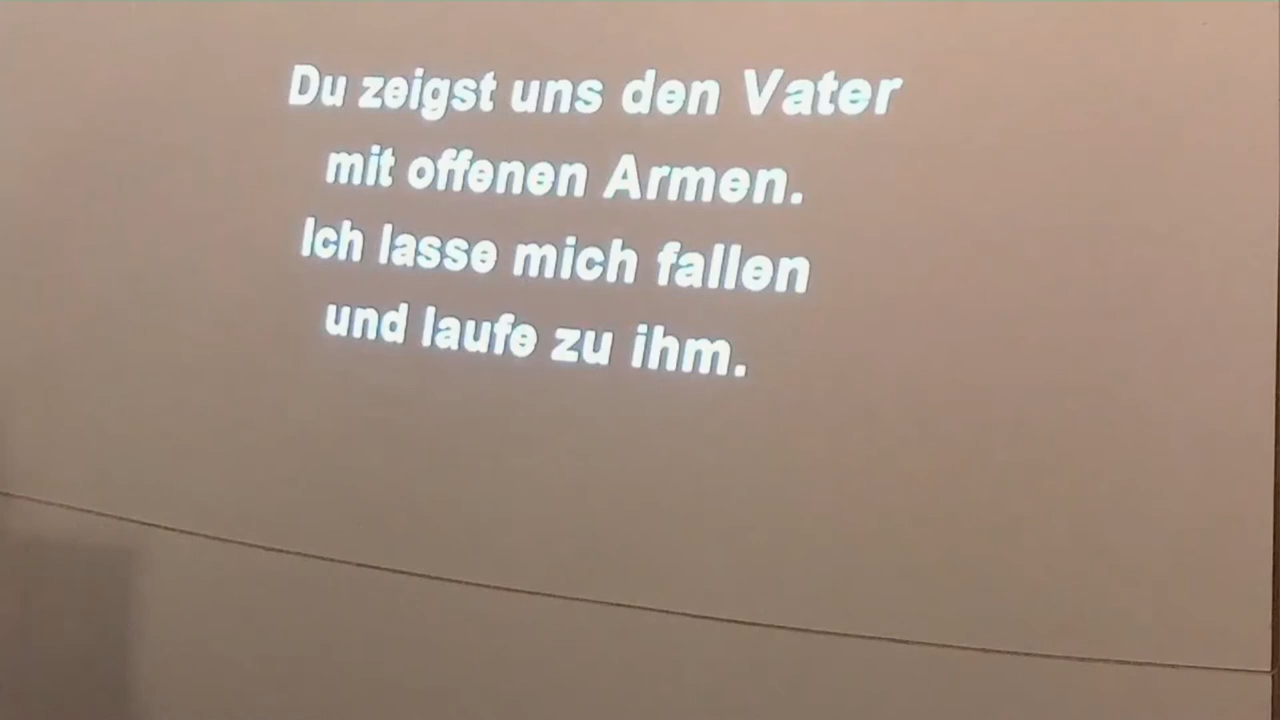 Du zeigst uns den Vater
mit offenen Armen.
Ich lasse mich fallen
und laufe zu ihm.